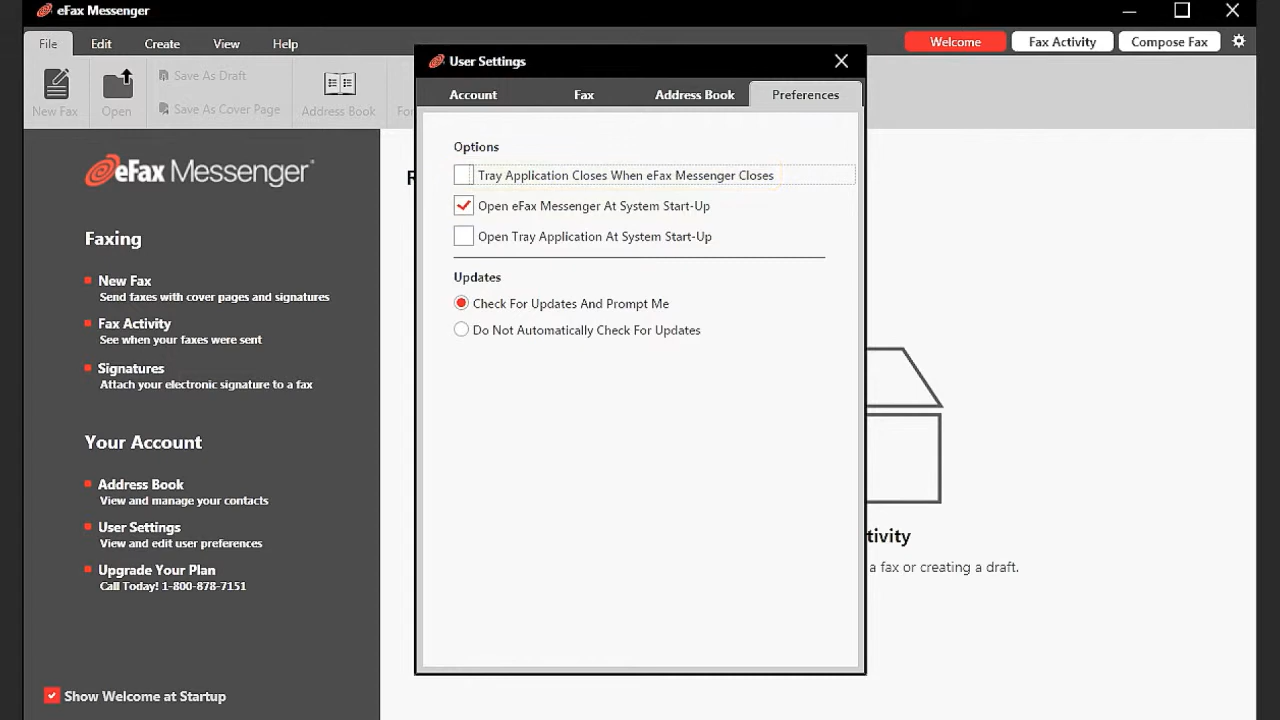 eFax Messenger
File
Edit
Create
View
Help
Welcome
Fax Activity
Compose Fax
New Fax
Open
Save As Draft
Save As Cover Page
Address Book
User Settings
Account
Fax
Address Book
Preferences
Options
Tray Application Closes When eFax Messenger Closes
Open eFax Messenger At System Start-Up
Open Tray Application At System Start-Up
Updates
Check For Updates And Prompt Me
Do Not Automatically Check For Updates
eFax Messenger
Faxing
New Fax
Send faxes with cover pages and signatures
Fax Activity
See when your faxes were sent
Signatures
Attach your electronic signature to a fax
Your Account
Address Book
View and manage your contacts
User Settings
View and edit user preferences
Upgrade Your Plan
Call Today! 1-800-878-7151
Show Welcome at Startup
tivity
a fax or creating a draft.